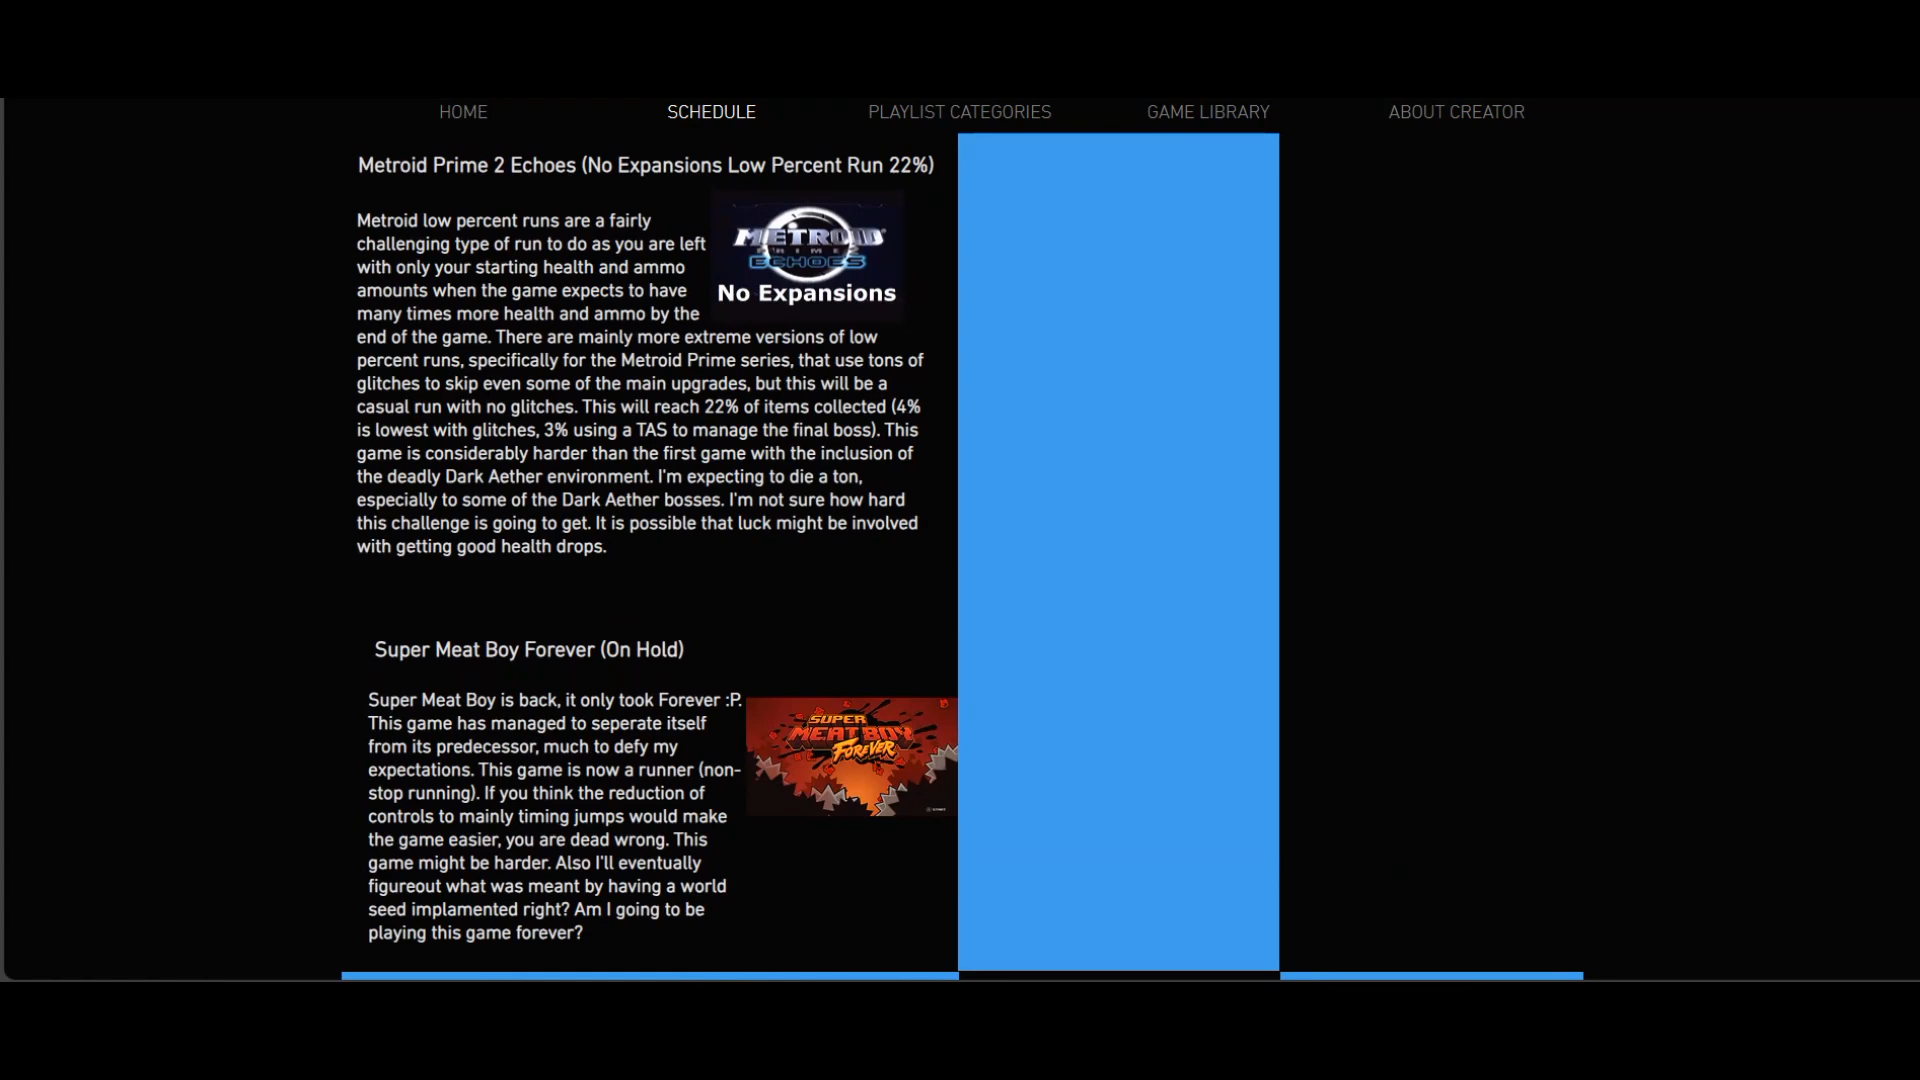 HOME SCHEDULE PLAYLIST CATEGORIES GAME LIBRARY ABOUT CREATOR
Metroid Prime 2 Echoes (No Expansions Low Percent Run 22%)
Metroid low percent runs are a fairly
challenging type of run to do as you are left
with only your starting health and ammo
amounts when the game expects to have
many times more health and ammo by the
end of the game. There are mainly more extreme versions of low
percent runs, specifically for the Metroid Prime series, that use tons of
glitches to skip even some of the main upgrades, but this will be a
casual run with no glitches. This will reach 22% of items collected (4%
is lowest with glitches, 3% using a TAS to manage the final boss). This
game is considerably harder than the first game with the inclusion of
the deadly Dark Aether environment. I'm expecting to die a ton,
especially to some of the Dark Aether bosses. I'm not sure how hard
this challenge is going to get. It is possible that luck might be involved
with getting good health drops.
METROID
PRIME
ECHOES
No Expansions
Super Meat Boy Forever (On Hold)
Super Meat Boy is back, it only took Forever :P.
This game has managed to seperate itself
from its predecessor, much to defy my
expectations. This game is now a runner (non-
stop running). If you think the reduction of
controls to mainly timing jumps would make
the game easier, you are dead wrong. This
game might be harder. Also I'll eventually
figureout what was meant by having a world
seed implamented right? Am I going to be
playing this game forever?
SUPER
MEAT BOY
FOREVER